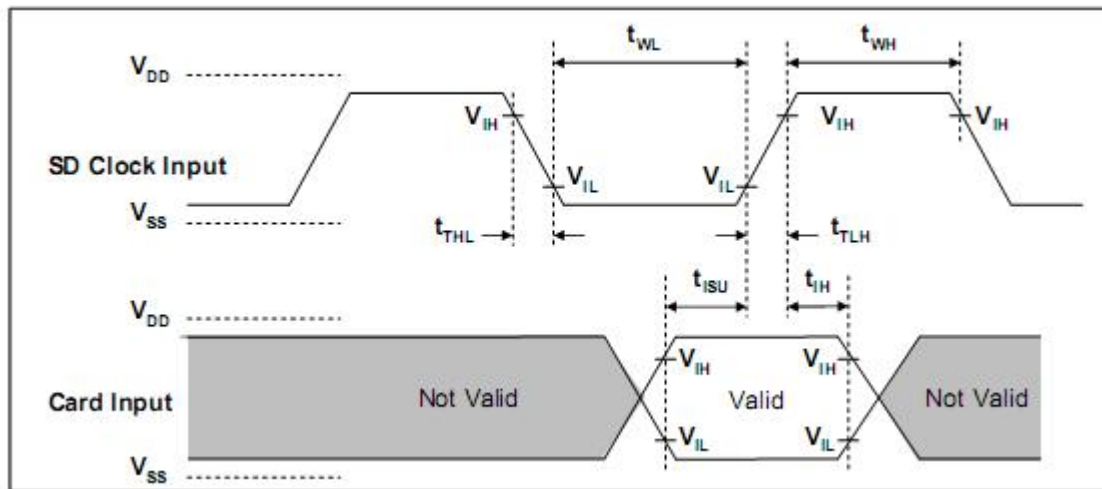 t_WL t_WH
V_DD
V_IH V_IH V_IH
SD Clock Input
V_IL V_IL
V_SS
t_THL t_TLH
t_ISU t_IH
V_DD
V_IH V_IH
Not Valid Valid Not Valid
Card Input
V_IL V_IL
V_SS